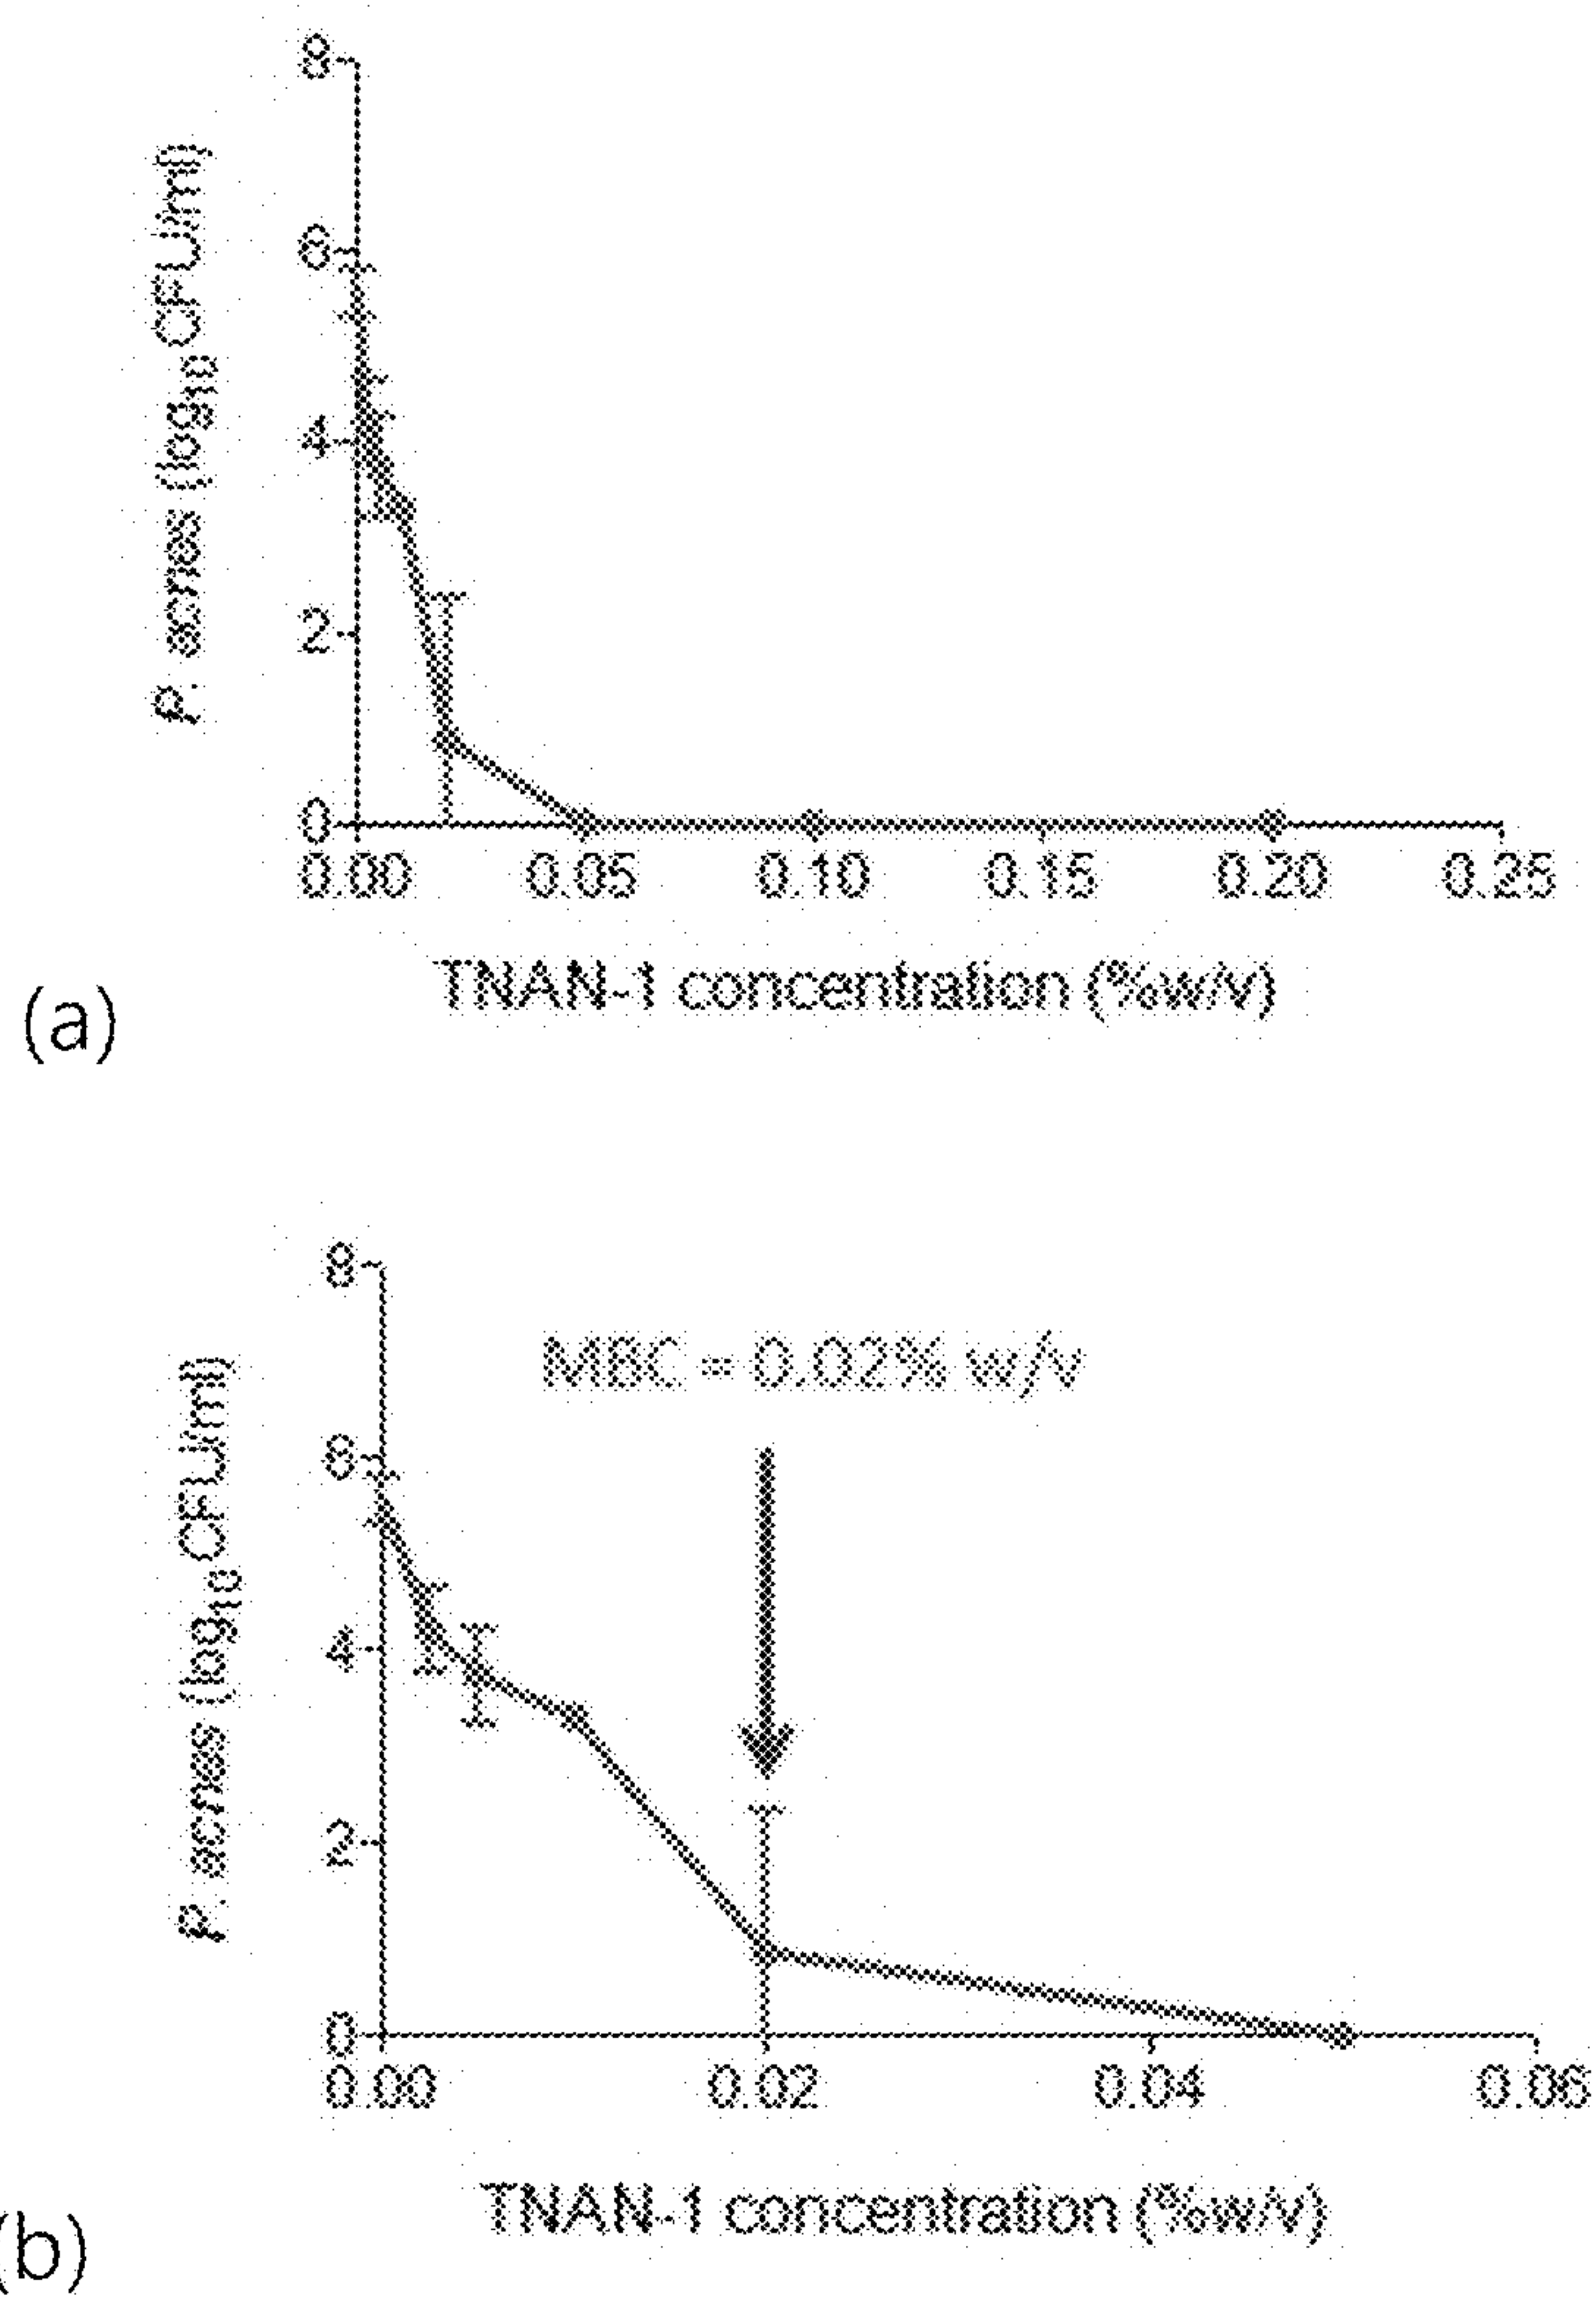 8
6
4
2
0
P. acnes (log10 CFU/ml)
0.00 0.05 0.10 0.15 0.20 0.25
TNAN-1 concentration (%w/v)
(a)
8
MBC = 0.02% w/v
6
4
2
0
P. acnes (log10 CFU/ml)
0.00 0.02 0.04 0.06
TNAN-1 concentration (%w/v)
(b)